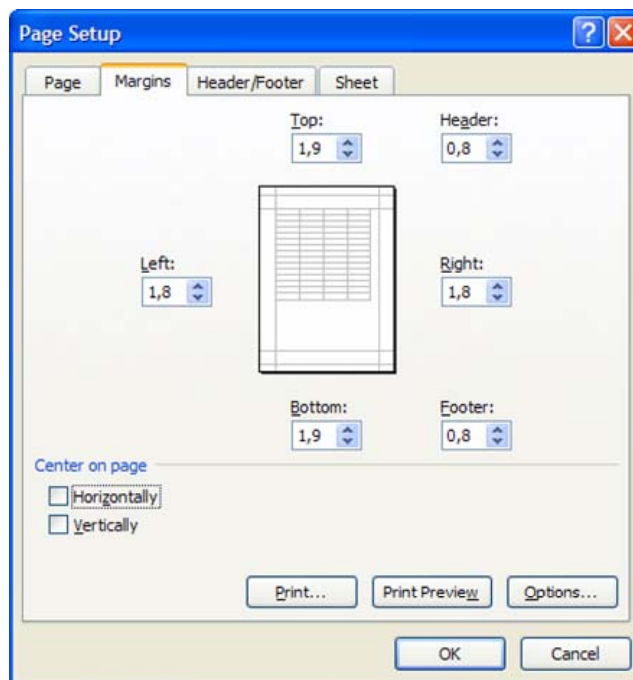 Page Setup
Page Margins Header/Footer Sheet
Top: Header:
1,9 0,8
Left: Right:
1,8 1,8
Bottom: Footer:
1,9 0,8
Center on page
Horizontally
Vertically
Print... Print Preview Options...
OK Cancel